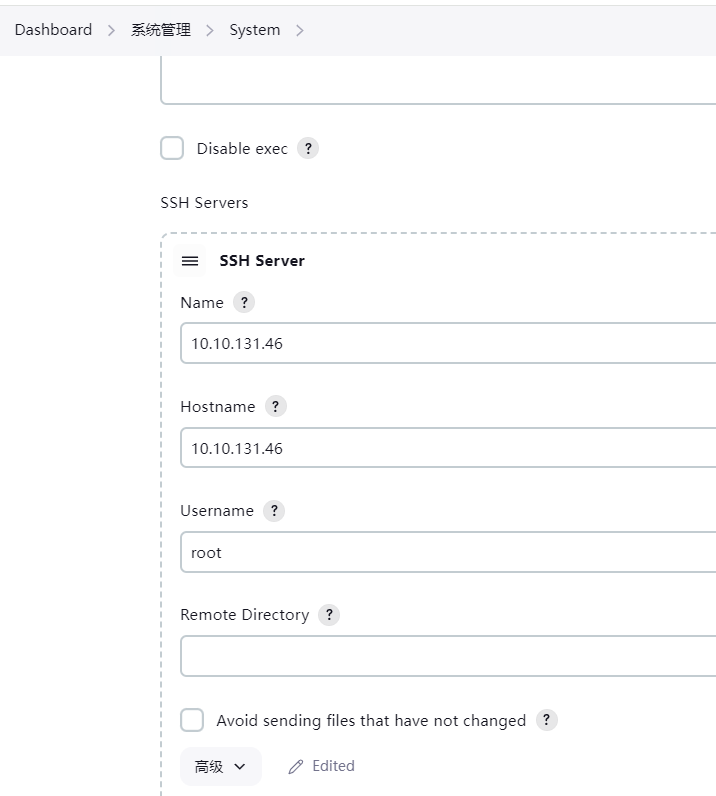 Dashboard > 系统管理 > System >
Disable exec ?
SSH Servers
SSH Server
Name ?
10.10.131.46
Hostname ?
10.10.131.46
Username ?
root
Remote Directory ?
Avoid sending files that have not changed ?
高级 Edited